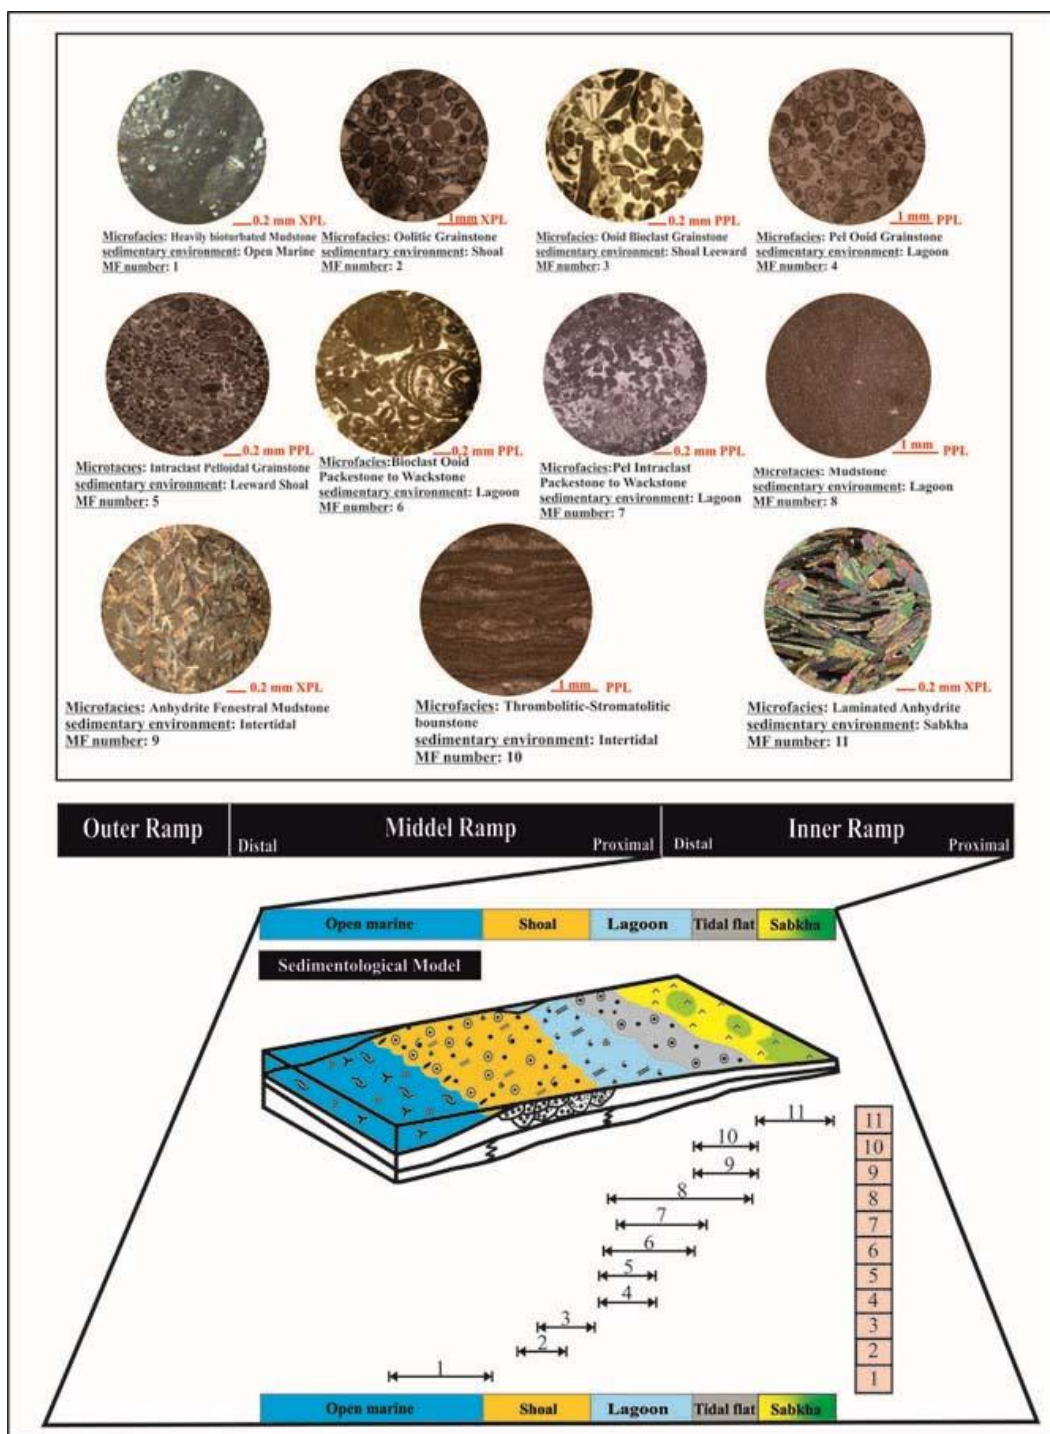 0.2 mm XPL
1mm XPL
0.2 mm PPL
1 mm PPL
Microfacies: Heavily bioturbated Mudstone
sedimentary environment: Open Marine
MF number: 1
Microfacies: Oolitic Grainstone
sedimentary environment: Shoal
MF number: 2
Microfacies: Ooid Bioclast Grainstone
sedimentary environment: Shoal Leeward
MF number: 3
Microfacies: Pel Ooid Grainstone
sedimentary environment: Lagoon
MF number: 4
0.2 mm PPL
0.2 mm PPL
0.2 mm PPL
1 mm PPL
Microfacies: Intraclast Pelloidal Grainstone
sedimentary environment: Leeward Shoal
MF number: 5
Microfacies:Bioclast Ooid
Packestone to Wackstone
sedimentary environment: Lagoon
MF number: 6
Microfacies:Pel Intraclast
Packestone to Wackstone
sedimentary environment: Lagoon
MF number: 7
Microfacies: Mudstone
sedimentary environment: Lagoon
MF number: 8
0.2 mm XPL
1 mm PPL
0.2 mm XPL
Microfacies: Anhydrite Fenestral Mudstone
sedimentary environment: Intertidal
MF number: 9
Microfacies: Thrombolitic-Stromatolitic
bounstone
sedimentary environment: Intertidal
MF number: 10
Microfacies: Laminated Anhydrite
sedimentary environment: Sabkha
MF number: 11
Outer Ramp
Distal Middel Ramp Proximal
Distal Inner Ramp Proximal
Open marine Shoal Lagoon Tidal flat Sabkha
Sedimentological Model
11 11
10 10
9 9
8 8
7 7
6 6
5 5
4 4
3 3
2 2
1 1
Open marine Shoal Lagoon Tidal flat Sabkha